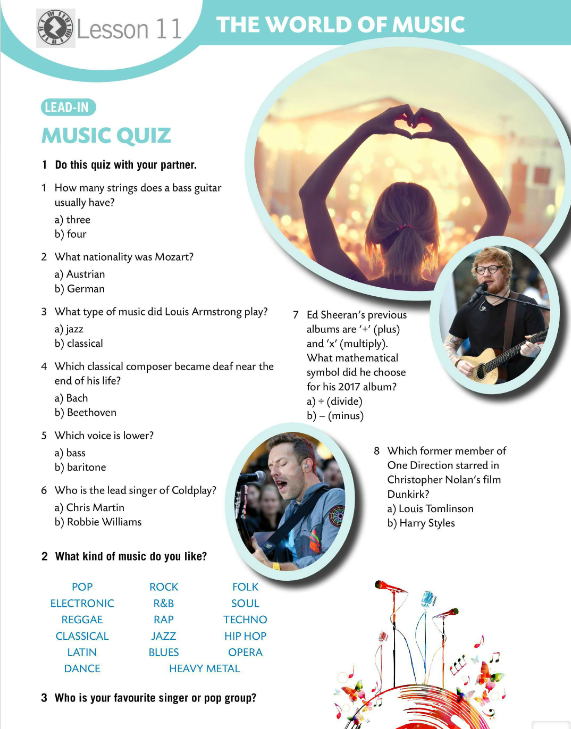 Lesson 11
THE WORLD OF MUSIC
LEAD-IN
MUSIC QUIZ
1 Do this quiz with your partner.
1 How many strings does a bass guitar
usually have?
a) three
b) four
2 What nationality was Mozart?
a) Austrian
b) German
3 What type of music did Louis Armstrong play?
a) jazz
b) classical
4 Which classical composer became deaf near the
end of his life?
a) Bach
b) Beethoven
5 Which voice is lower?
a) bass
b) baritone
6 Who is the lead singer of Coldplay?
a) Chris Martin
b) Robbie Williams
7 Ed Sheeran's previous
albums are '+' (plus)
and 'x' (multiply).
What mathematical
symbol did he choose
for his 2017 album?
a) ÷ (divide)
b) – (minus)
8 Which former member of
One Direction starred in
Christopher Nolan's film
Dunkirk?
a) Louis Tomlinson
b) Harry Styles
2 What kind of music do you like?
POP ROCK FOLK
ELECTRONIC R&B SOUL
REGGAE RAP TECHNO
CLASSICAL JAZZ HIP HOP
LATIN BLUES OPERA
DANCE HEAVY METAL
3 Who is your favourite singer or pop group?